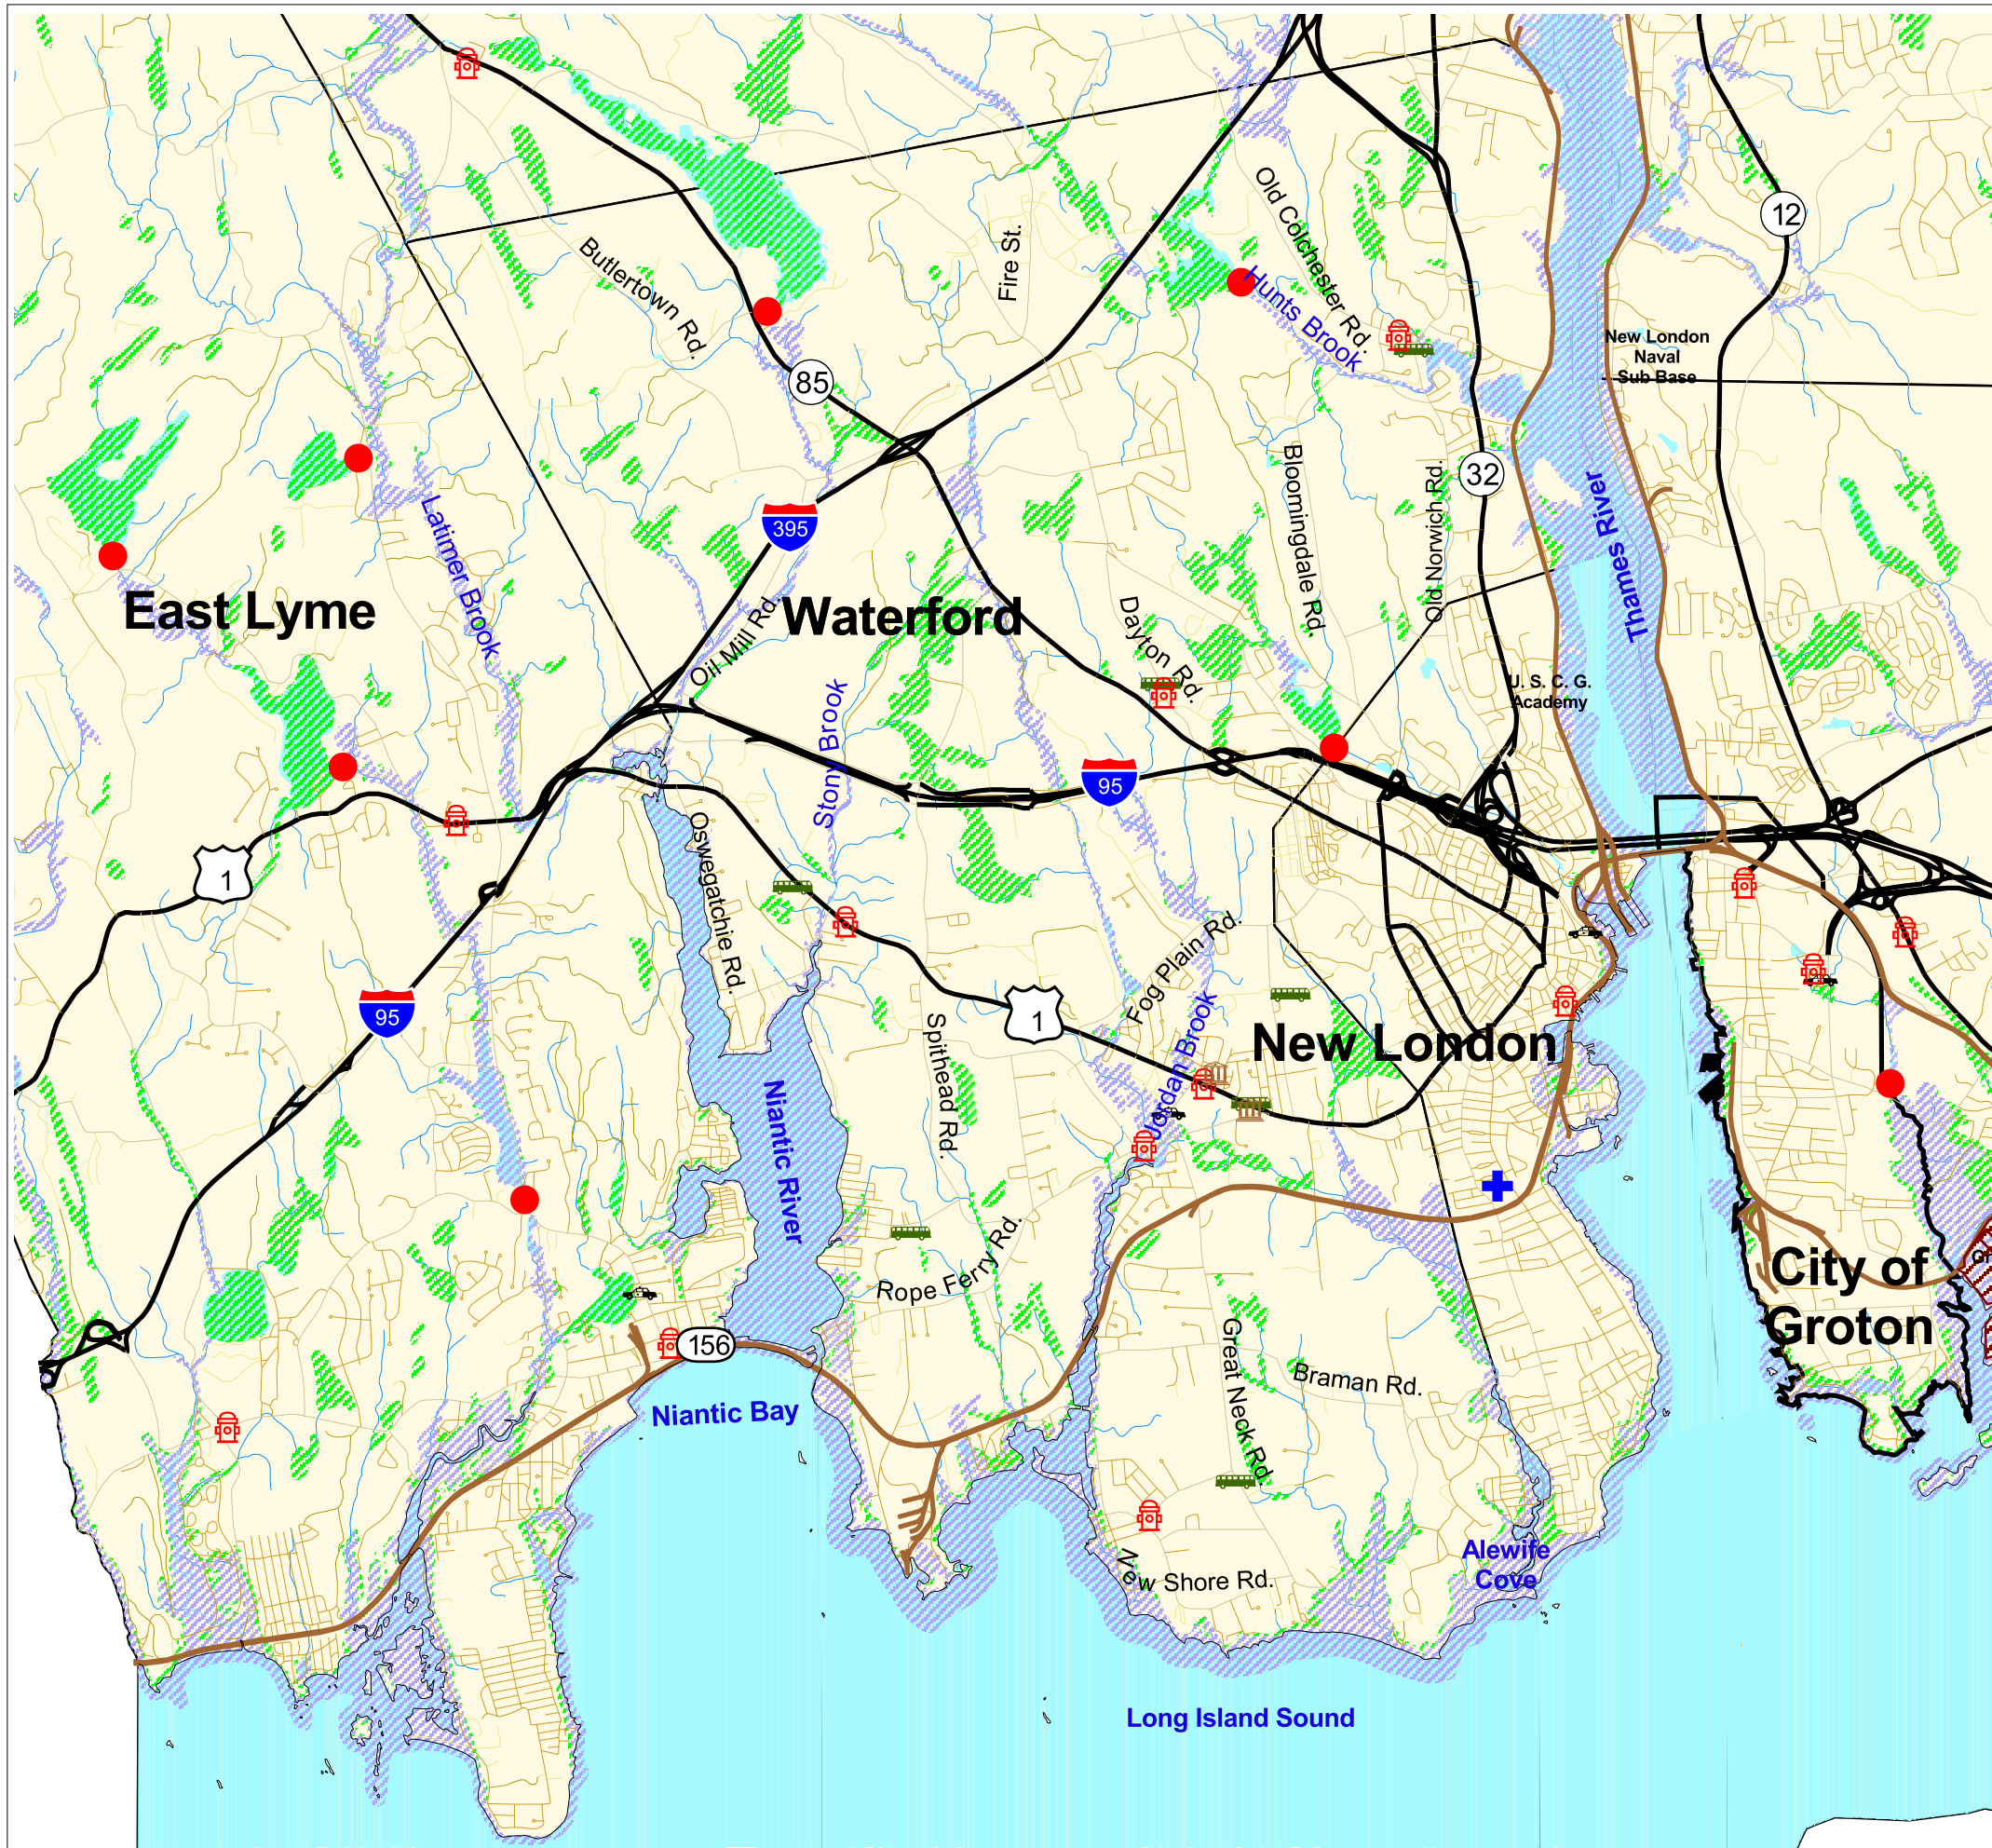 12
Old Colchester Rd.
Fire St.
Butlertown Rd.
Hunts Brook
New London
Naval
Sub Base
85
32
Bloomingdale Rd.
Old Norwich Rd.
Thames River
395
Latimer Brook
East Lyme
Waterford
Oil Mill Rd.
Dayton Rd.
U. S. C. G.
Academy
Stony Brook
95
Oswegatchie Rd.
1
Fog Plain Rd.
95
1
Jordan Brook
New London
Spithead Rd.
Niantic River
Rope Ferry Rd.
City of
Groton
156
Great Neck Rd.
Braman Rd.
Niantic Bay
New Shore Rd.
Alewife
Cove
Long Island Sound